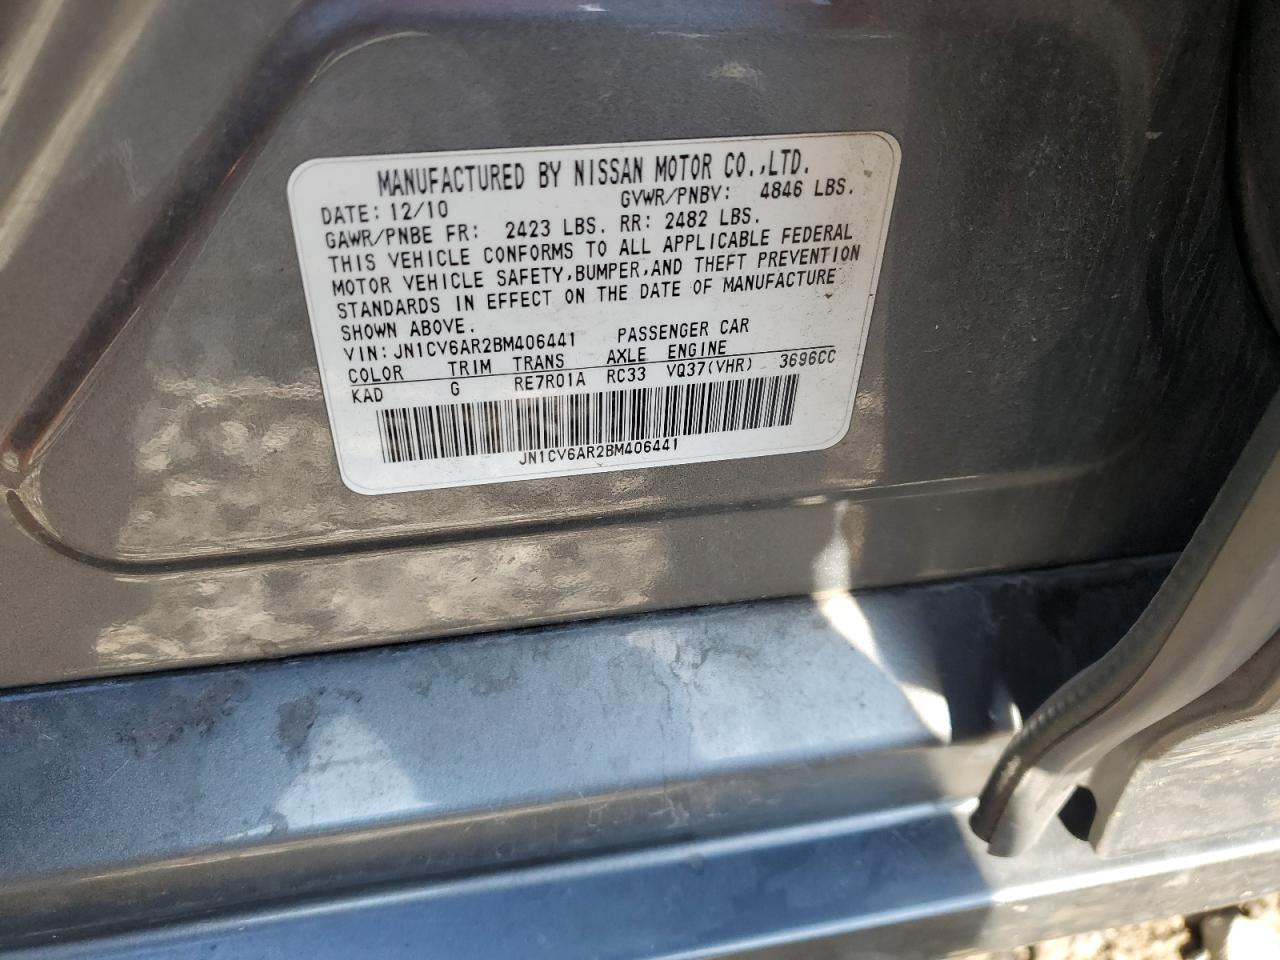 MANUFACTURED BY NISSAN MOTOR CO.,LTD.
DATE: 12/10 GVWR/PNBV: 4846 LBS.
GAWR/PNBE FR: 2423 LBS. RR: 2482 LBS.
THIS VEHICLE CONFORMS TO ALL APPLICABLE FEDERAL
MOTOR VEHICLE SAFETY,BUMPER,AND THEFT PREVENTION
STANDARDS IN EFFECT ON THE DATE OF MANUFACTURE
SHOWN ABOVE.
VIN: JN1CV6AR2BM406441 PASSENGER CAR
COLOR TRIM TRANS AXLE ENGINE
KAD G RE7R01A RC33 VQ37(VHR) 3696CC
JN1CV6AR2BM406441